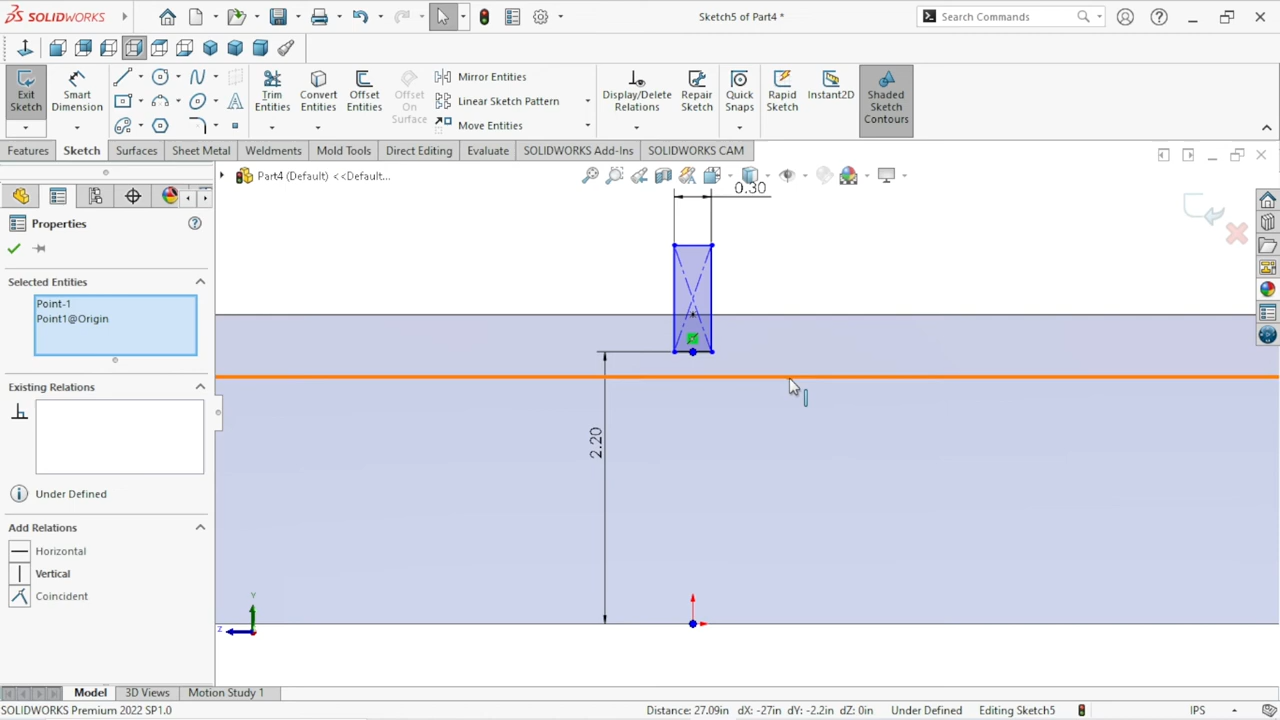 SOLIDWORKS
Sketch5 of Part4 *
Search Commands
Exit Sketch
Smart Dimension
Trim Entities
Convert Entities
Offset Entities
Offset On Surface
Mirror Entities
Linear Sketch Pattern
Move Entities
Display/Delete Relations
Repair Sketch
Quick Snaps
Rapid Sketch
Instant2D
Shaded Sketch Contours
Features
Sketch
Surfaces
Sheet Metal
Weldments
Mold Tools
Direct Editing
Evaluate
SOLIDWORKS Add-Ins
SOLIDWORKS CAM
Part4 (Default) <<Default...
Properties
Selected Entities
Point-1
Point1@Origin
Existing Relations
Under Defined
Add Relations
Horizontal
Vertical
Coincident
0.30
2.20
Y
Z
Model
3D Views
Motion Study 1
SOLIDWORKS Premium 2022 SP1.0
Distance: 27.09in dX: -27in dY: -2.2in dZ: 0in
Under Defined
Editing Sketch5
IPS